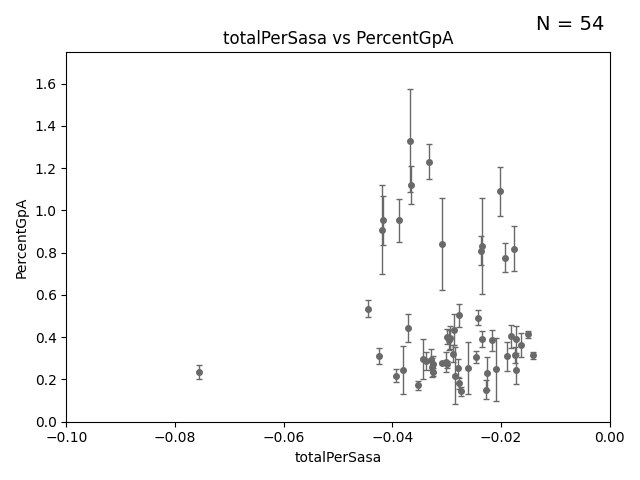 N = 54
totalPerSasa vs PercentGpA
PercentGpA
1.6
1.4
1.2
1.0
0.8
0.6
0.4
0.2
0.0
−0.10 −0.08 −0.06 −0.04 −0.02 0.00
totalPerSasa